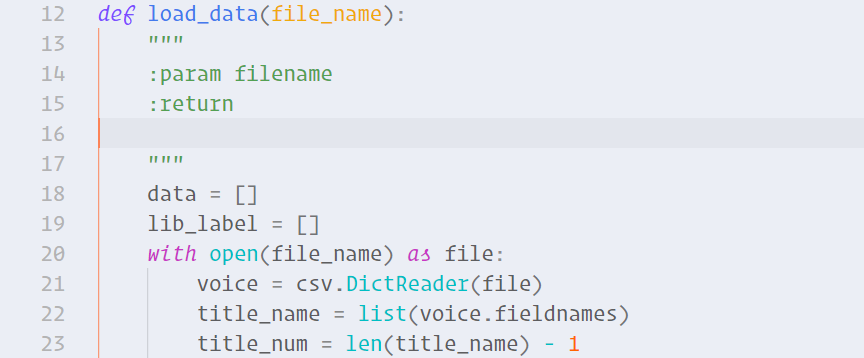 12 def load_data(file_name):
13     """
14     :param filename
15     :return
16
17     """
18     data = []
19     lib_label = []
20     with open(file_name) as file:
21         voice = csv.DictReader(file)
22         title_name = list(voice.fieldnames)
23         title_num = len(title_name) - 1